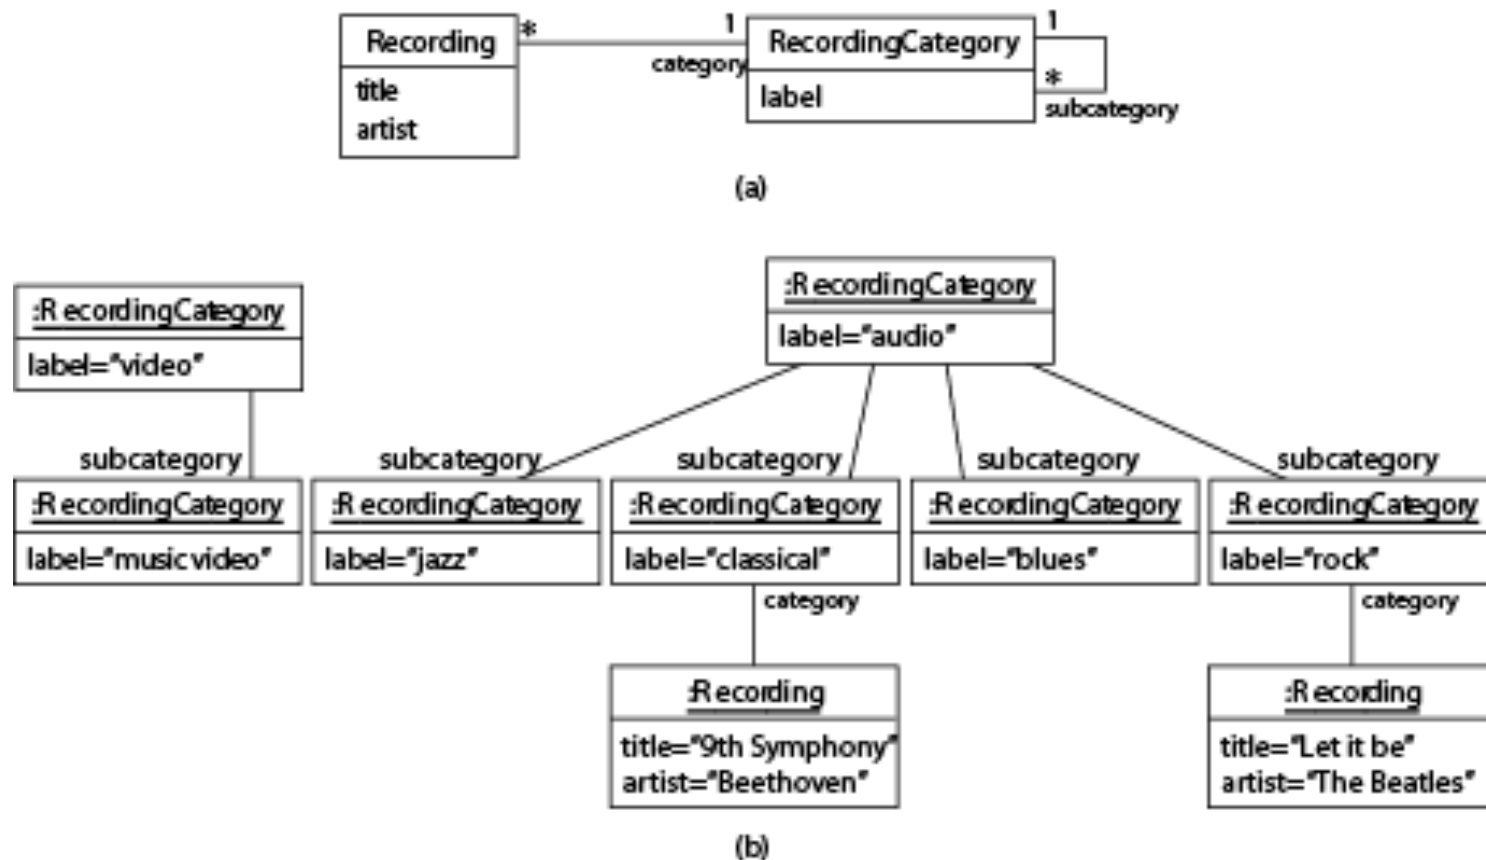 Recording
*
1
category
title
artist
RecordingCategory
label
1
*
subcategory
(a)
:RecordingCategory
label="video"
:RecordingCategory
label="audio"
subcategory
subcategory
subcategory
subcategory
subcategory
:RecordingCategory
label="music video"
:RecordingCategory
label="jazz"
:RecordingCategory
label="classical"
:RecordingCategory
label="blues"
:RecordingCategory
label="rock"
category
category
:Recording
title="9th Symphony"
artist="Beethoven"
:Recording
title="Let it be"
artist="The Beatles"
(b)